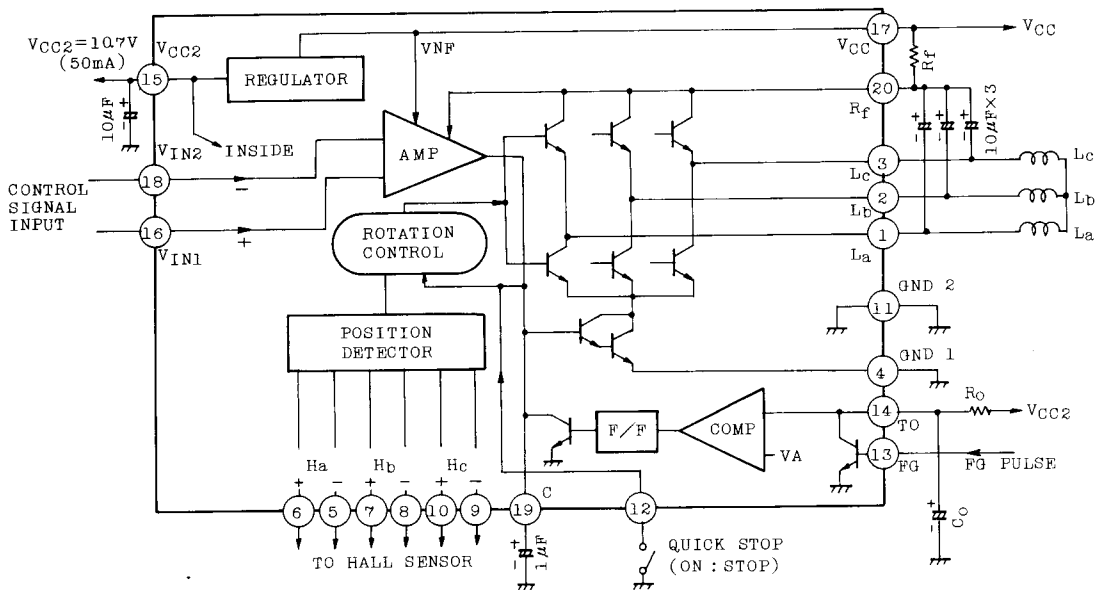 VCC2=10.7V
(50mA)
VCC2
15
10μF
+
-
REGULATOR
VNF
VCC
17
VCC
Rf
20
Rf
10μF×3
- +
- +
- +
INSIDE
AMP
VIN2
18
-
CONTROL
SIGNAL
INPUT
16
+
VIN1
3
Lc
Lc
2
Lb
Lb
1
La
La
ROTATION
CONTROL
POSITION
DETECTOR
GND 2
11
GND 1
4
Ro
14
TO
VCC2
COMP
F/F
VA
13
FG
FG PULSE
Ha
Hb
Hc
+ - + - + -
C
6
5
7
8
10
9
19
12
+
-
Co
TO HALL SENSOR
+
-
1μF
QUICK STOP
(ON : STOP)